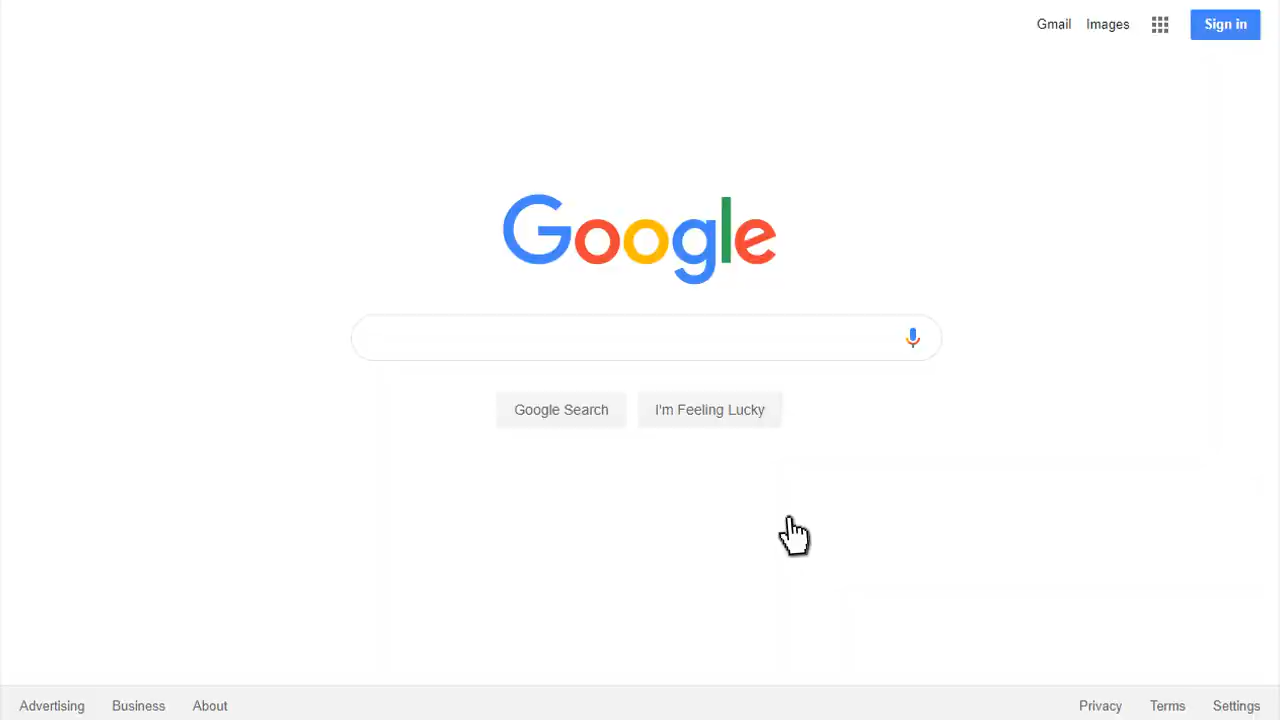 Gmail Images Sign in
Google
Google Search I'm Feeling Lucky
Advertising Business About Privacy Terms Settings